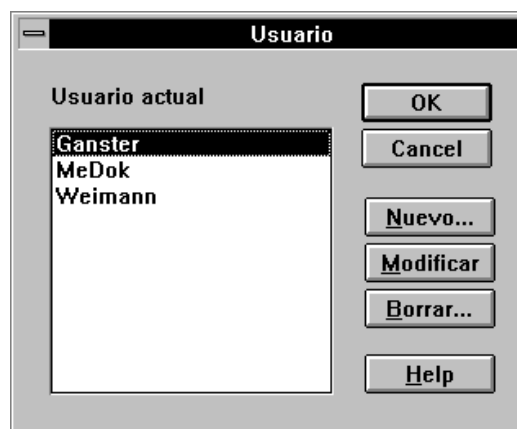 Usuario
Usuario actual
Ganster
MeDok
Weimann
OK
Cancel
Nuevo...
Modificar
Borrar...
Help